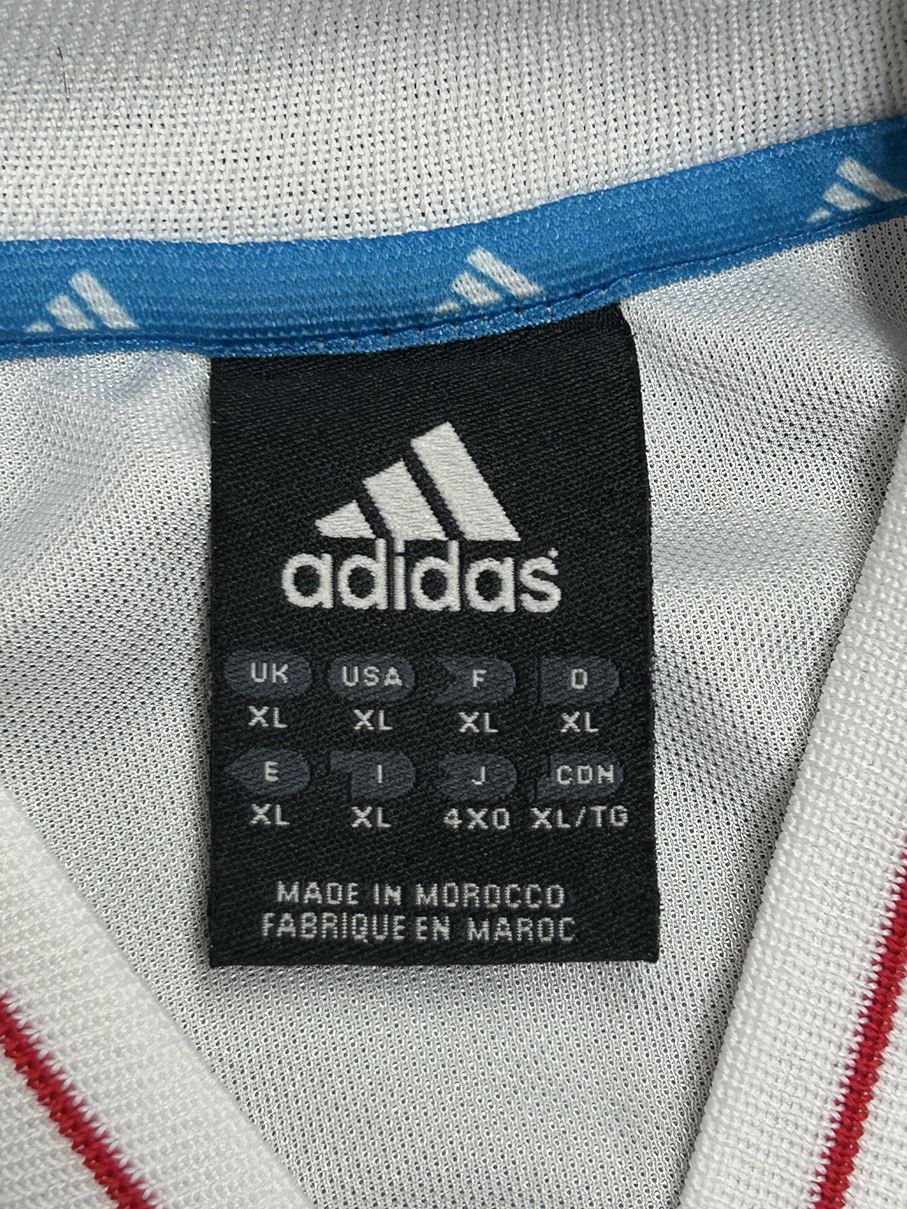 adidas
UK USA F D
XL XL XL XL
E I J CDN
XL XL 4XO XL/TG
MADE IN MOROCCO
FABRIQUE EN MAROC